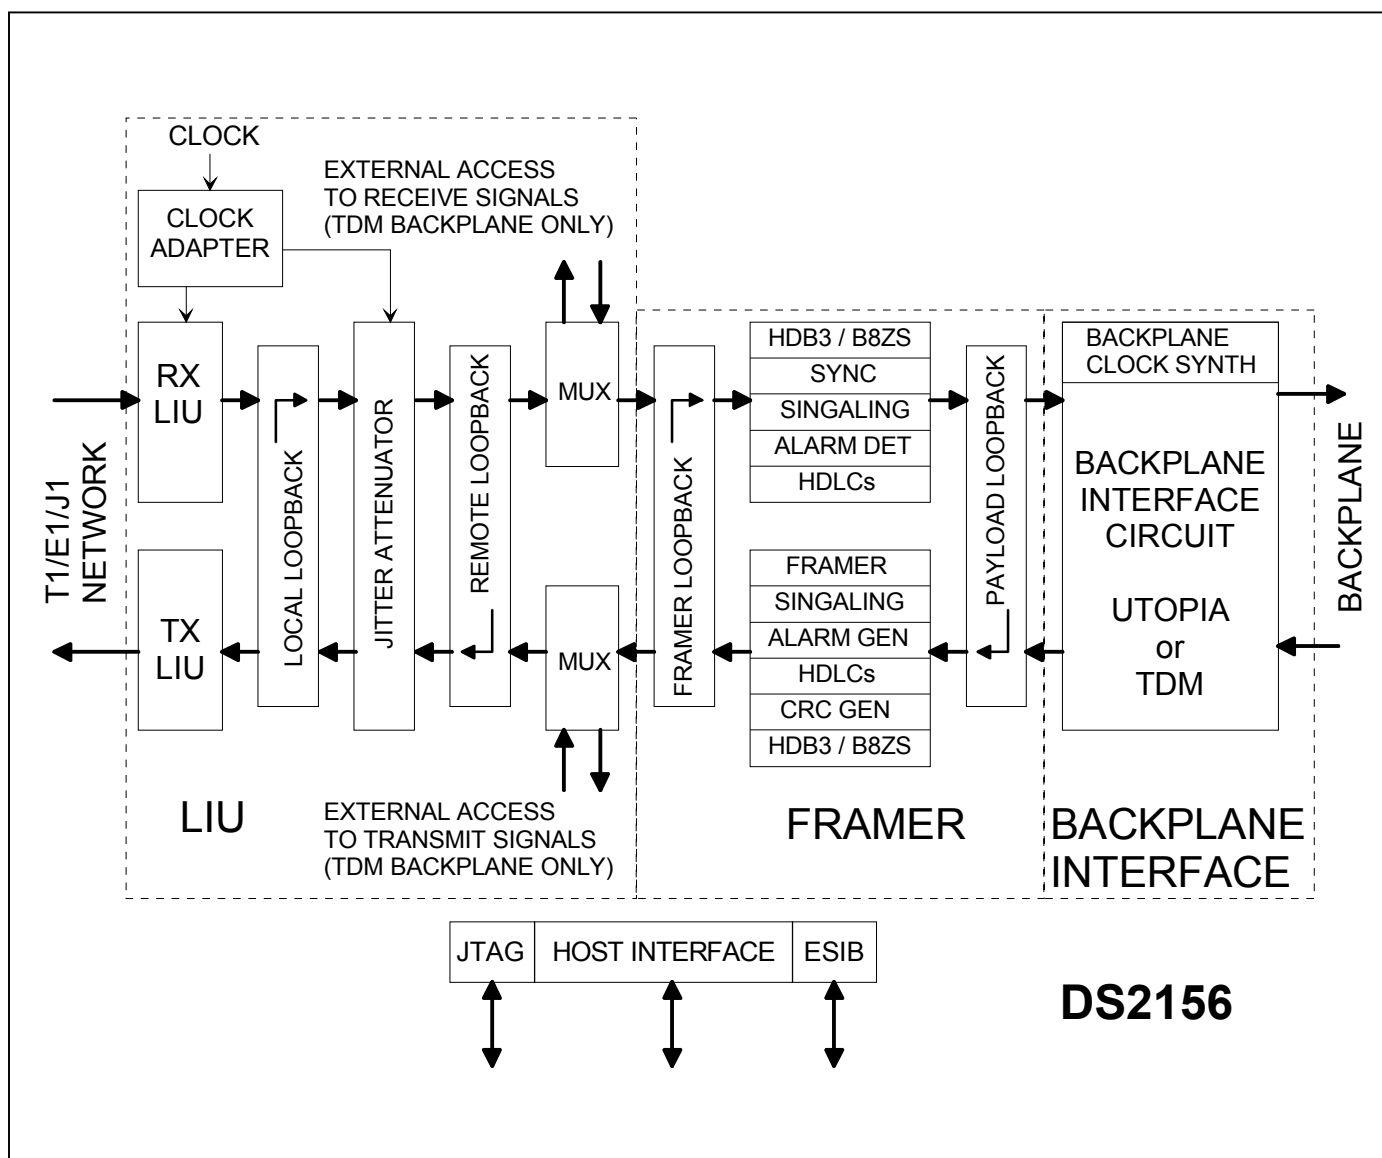 CLOCK
EXTERNAL ACCESS
TO RECEIVE SIGNALS
(TDM BACKPLANE ONLY)
CLOCK
ADAPTER
T1/E1/J1
NETWORK
RX
LIU
TX
LIU
LOCAL LOOPBACK
JITTER ATTENUATOR
REMOTE LOOPBACK
MUX
MUX
EXTERNAL ACCESS
TO TRANSMIT SIGNALS
(TDM BACKPLANE ONLY)
LIU
FRAMER LOOPBACK
HDB3 / B8ZS
SYNC
SINGALING
ALARM DET
HDLCs
FRAMER
SINGALING
ALARM GEN
HDLCs
CRC GEN
HDB3 / B8ZS
PAYLOAD LOOPBACK
FRAMER
BACKPLANE
CLOCK SYNTH
BACKPLANE
INTERFACE
CIRCUIT
UTOPIA
or
TDM
BACKPLANE
BACKPLANE
INTERFACE
JTAG
HOST INTERFACE
ESIB
DS2156